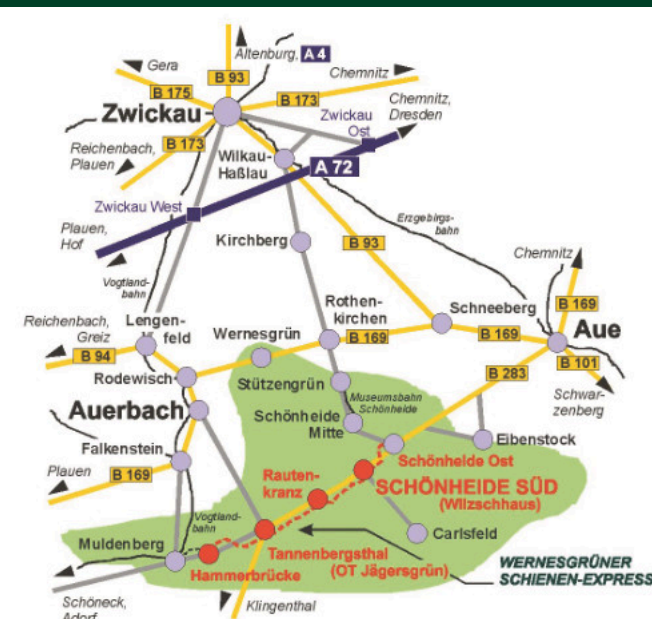 Gera
Altenburg, A 4
B 93
Chemnitz
B 175
B 173
Zwickau
Chemnitz,
Dresden
Zwickau
Ost
B 173
Reichenbach,
Plauen
Wilkau-
Haßlau
A 72
Zwickau West
Plauen,
Hof
Kirchberg
B 93
Erzgebirgs-
bahn
Chemnitz
Vogtland-
bahn
Rothen-
kirchen
Schneeberg
B 169
Reichenbach,
Greiz
Lengen-
feld
Wernesgrün
B 169
B 169
Aue
B 94
B 101
Rodewisch
Stützengrün
B 283
Schwar-
zenberg
Museumsbahn
Schönheide
Auerbach
Schönheide
Mitte
Eibenstock
Falkenstein
Schönheide Ost
Plauen
B 169
Rauten-
kranz
SCHÖNHEIDE SÜD
(Wilzschhaus)
Vogtland-
bahn
Carlsfeld
Muldenberg
Tannenbergsthal
(OT Jägersgrün)
Hammerbrücke
WERNESGRÜNER
SCHIENEN-EXPRESS
Schöneck,
Adorf
Klingenthal